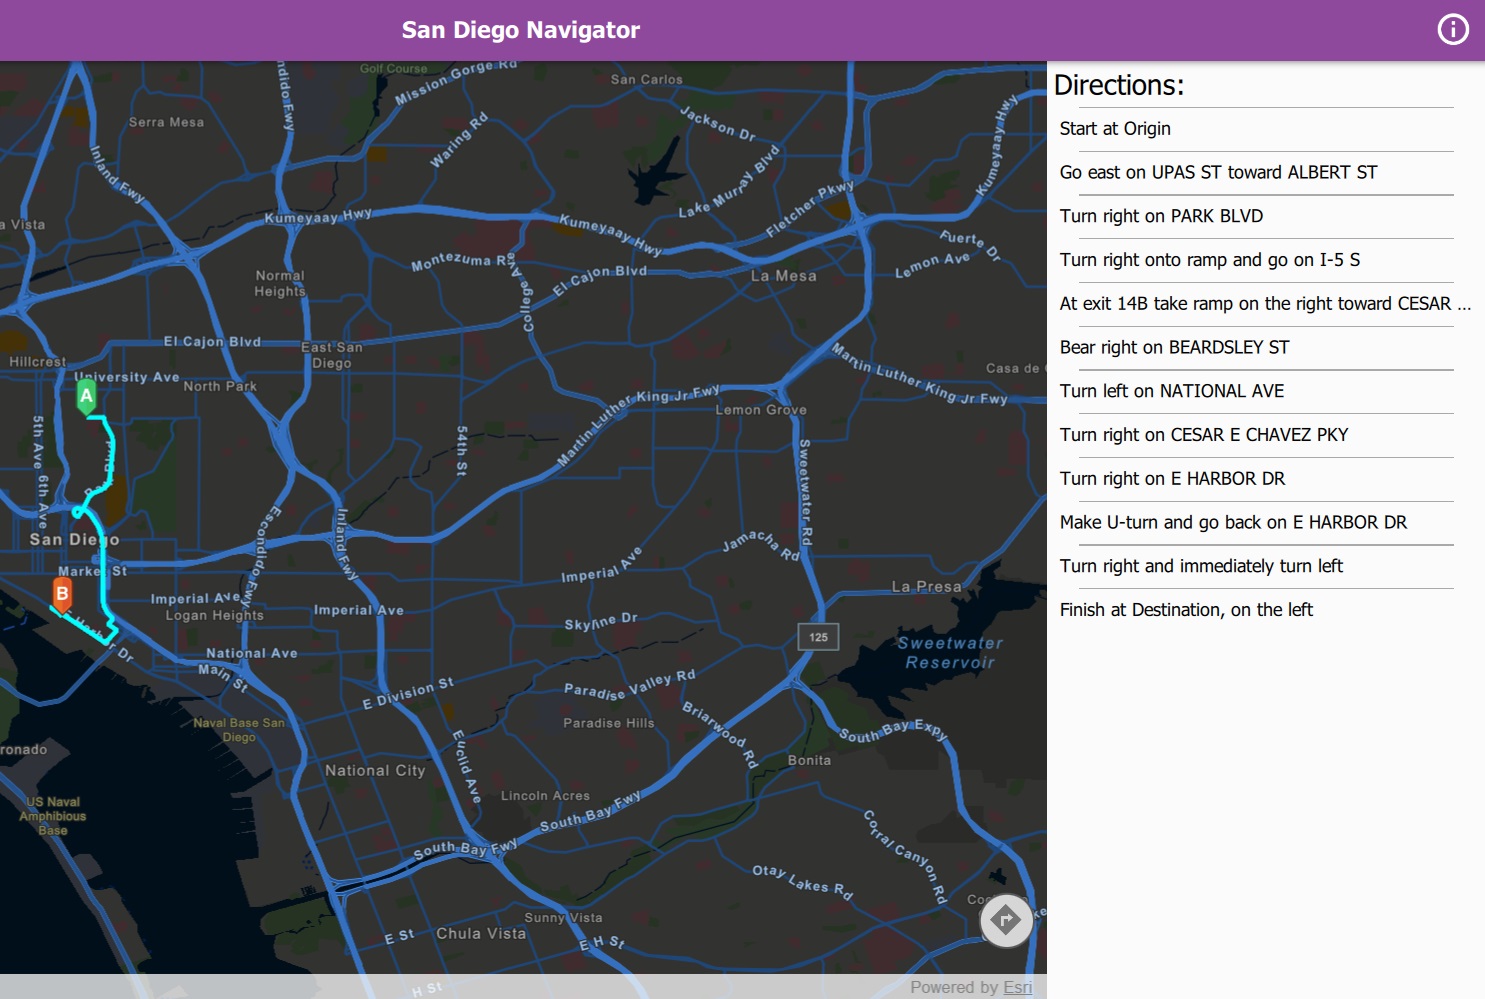 San Diego Navigator
Directions:
Start at Origin
Go east on UPAS ST toward ALBERT ST
Turn right on PARK BLVD
Turn right onto ramp and go on I-5 S
At exit 14B take ramp on the right toward CESAR ...
Bear right on BEARDSLEY ST
Turn left on NATIONAL AVE
Turn right on CESAR E CHAVEZ PKY
Turn right on E HARBOR DR
Make U-turn and go back on E HARBOR DR
Turn right and immediately turn left
Finish at Destination, on the left
Golf Course
Mission Gorge Rd
San Carlos
ndido Fwy
Serra Mesa
Waring Rd
Jackson Dr
Kumeyaay Hwy
Inland Fwy
Lake Murray Blvd
Fletcher Pkwy
a Vista
Kumeyaay Hwy
Kumeyaay Hwy
Fuerte Dr
Lemon Ave
Montezuma Rd
College Ave
El Cajon Blvd
La Mesa
Normal
Heights
El Cajon Blvd
East San
Diego
Hillcrest
University Ave
North Park
Martin Luther King Jr Fwy
Casa de
A
Martin Luther King Jr Fwy
Lemon Grove
5th Ave
6th Ave
54th St
Sweetwater Rd
San Diego
Escondido Fwy
Inland Fwy
Jamacha Rd
Market St
Imperial Ave
La Presa
B
Imperial Ave
Logan Heights
Imperial Ave
Skyline Dr
125
Sweetwater
Reservoir
Harbor Dr
National Ave
Main St
E Division St
Paradise Valley Rd
Paradise Hills
Briarwood Rd
South Bay Expy
Naval Base San
Diego
ronado
National City
Euclid Ave
Bonita
US Naval
Amphibious
Base
Lincoln Acres
South Bay Fwy
South Bay Fwy
Corral Canyon Rd
Otay Lakes Rd
Sunny Vista
E St
Chula Vista
E H St
H St
Powered by Esri